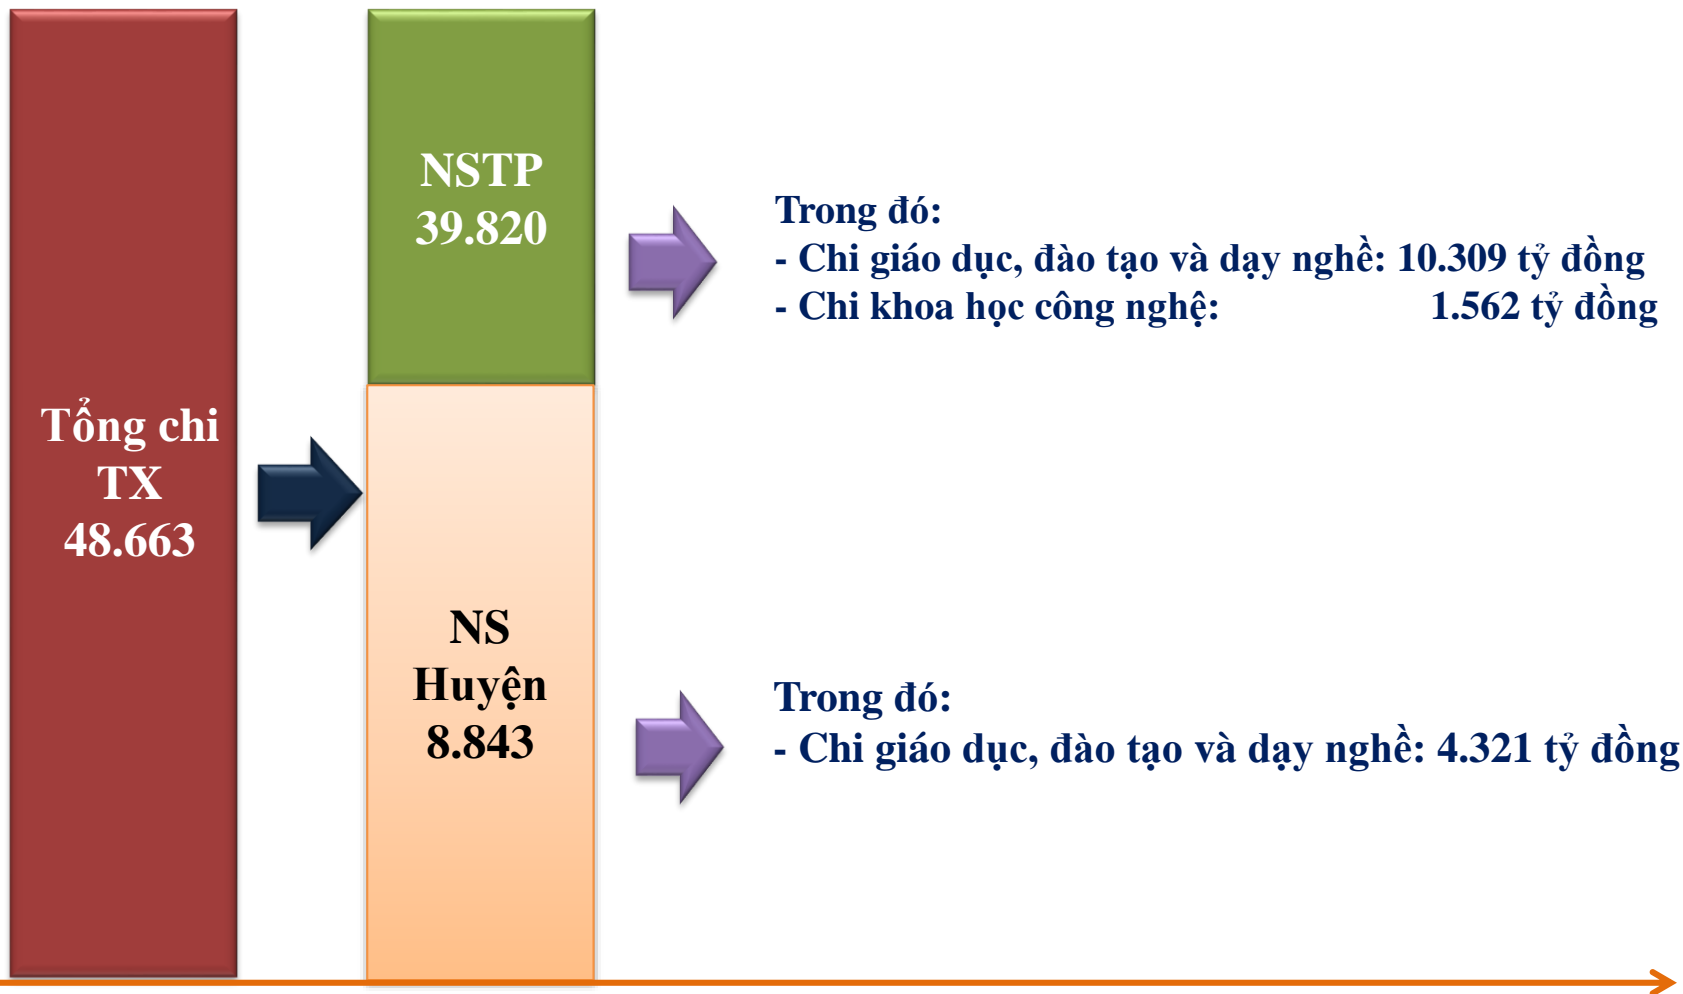 Tổng chi
TX
48.663
NSTP
39.820
Trong đó:
- Chi giáo dục, đào tạo và dạy nghề: 10.309 tỷ đồng
- Chi khoa học công nghệ: 1.562 tỷ đồng
NS
Huyện
8.843
Trong đó:
- Chi giáo dục, đào tạo và dạy nghề: 4.321 tỷ đồng